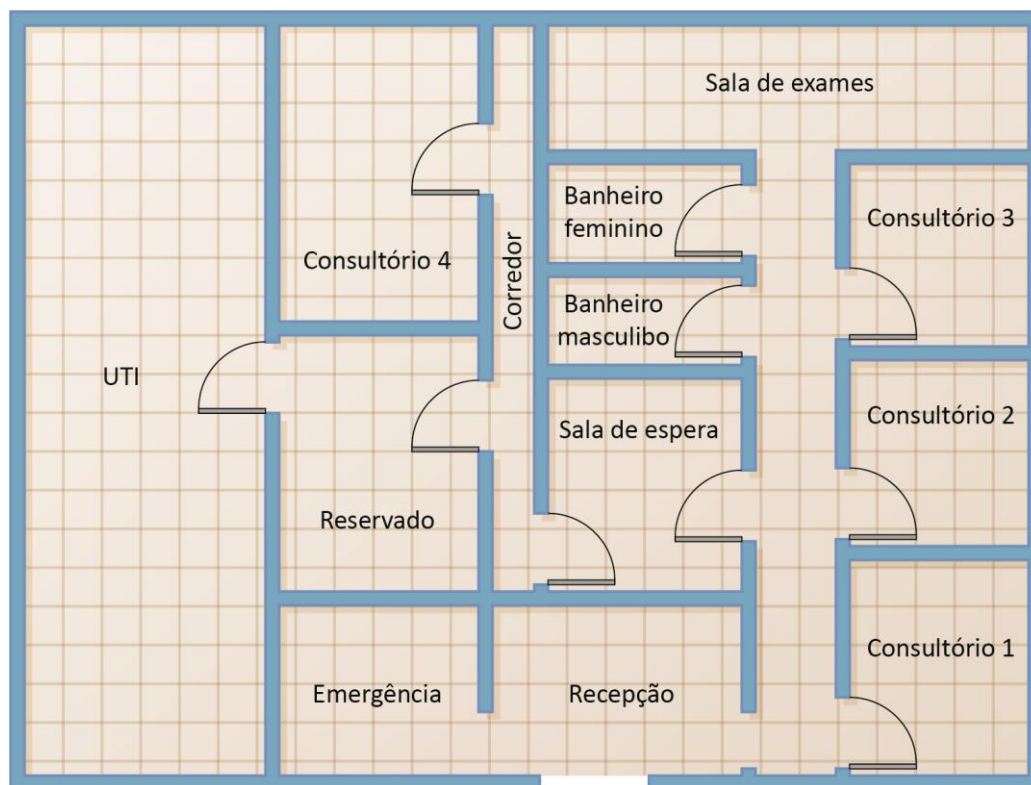 Sala de exames
Banheiro
feminino
Consultório 3
Consultório 4
Corredor
Banheiro
masculibo
UTI
Sala de espera
Consultório 2
Reservado
Consultório 1
Emergência
Recepção